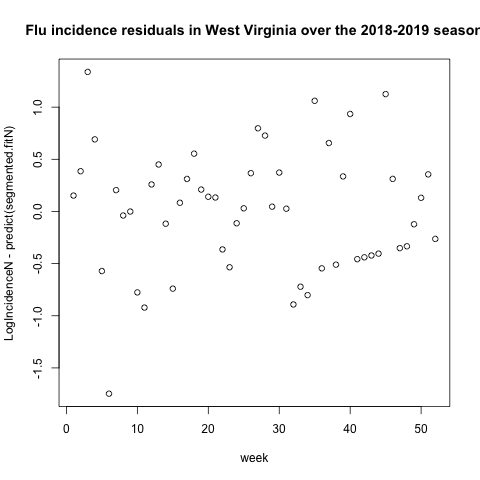 Flu incidence residuals in West Virginia over the 2018-2019 season
LogIncidenceN - predict(segmented.fitN)
1.0
0.5
0.0
-0.5
-1.0
-1.5
0 10 20 30 40 50
week